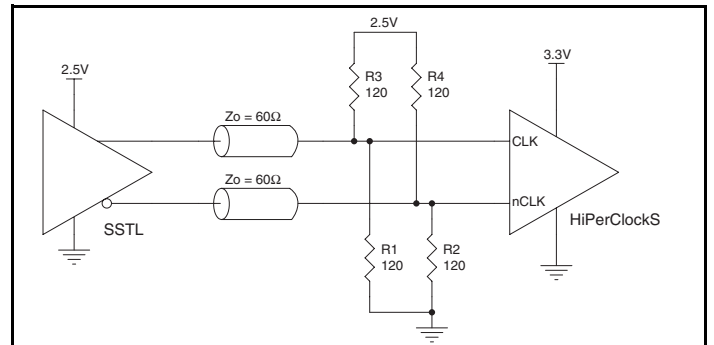 2.5V
2.5V
3.3V
R3
120
R4
120
Zo = 60Ω
CLK
Zo = 60Ω
nCLK
SSTL
HiPerClockS
R1
120
R2
120